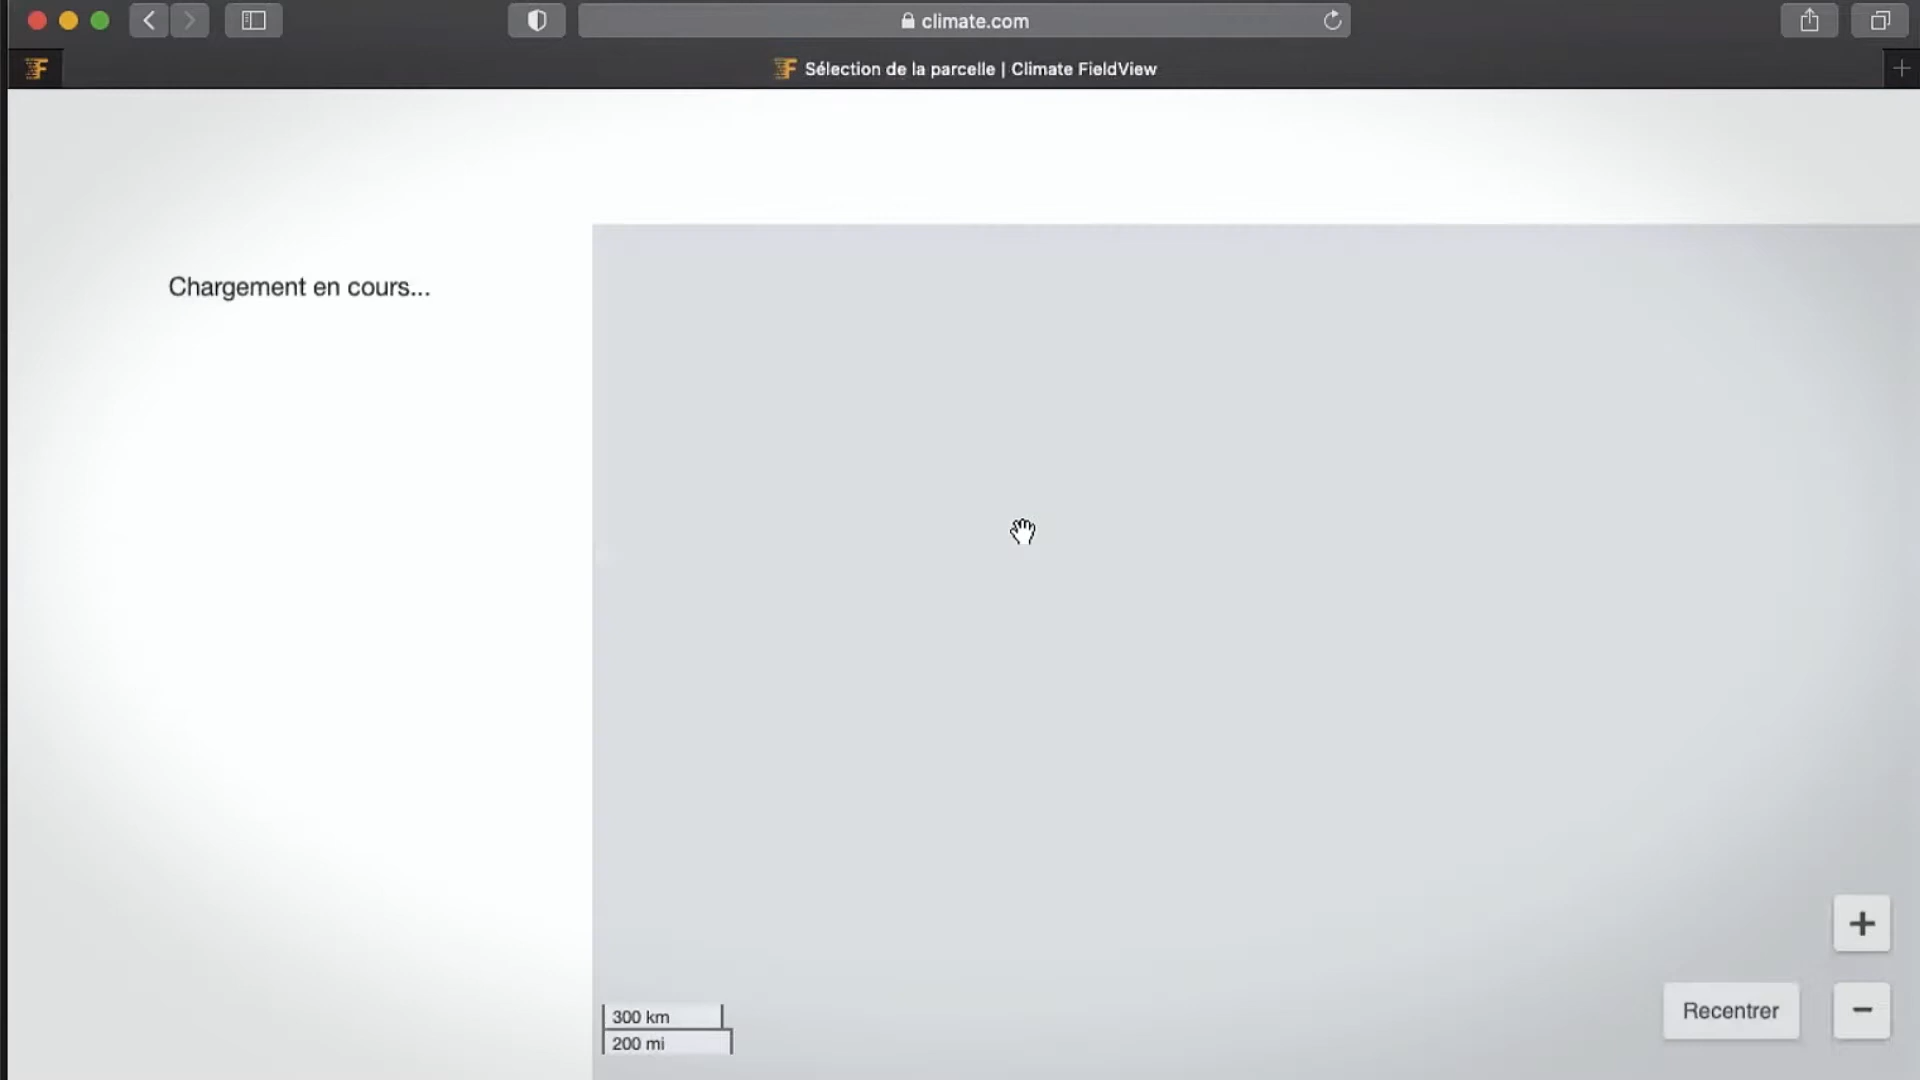 climate.com
Sélection de la parcelle | Climate FieldView
Chargement en cours...
300 km
200 mi
Recentrer